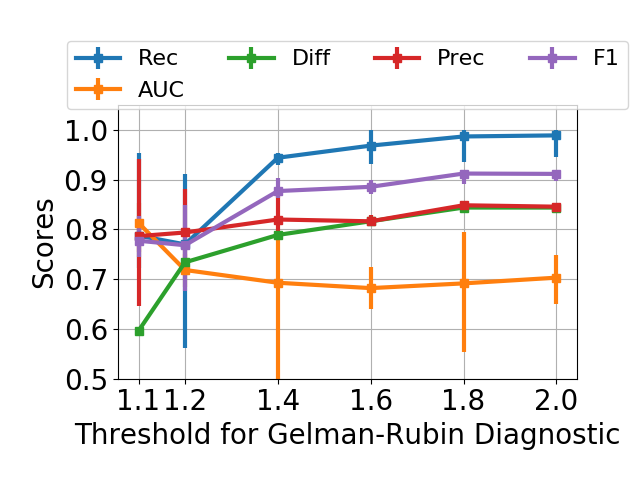 Rec Diff Prec F1
AUC
1.0
0.9
0.8
0.7
0.6
0.5
Scores
1.1 1.2 1.4 1.6 1.8 2.0
Threshold for Gelman-Rubin Diagnostic